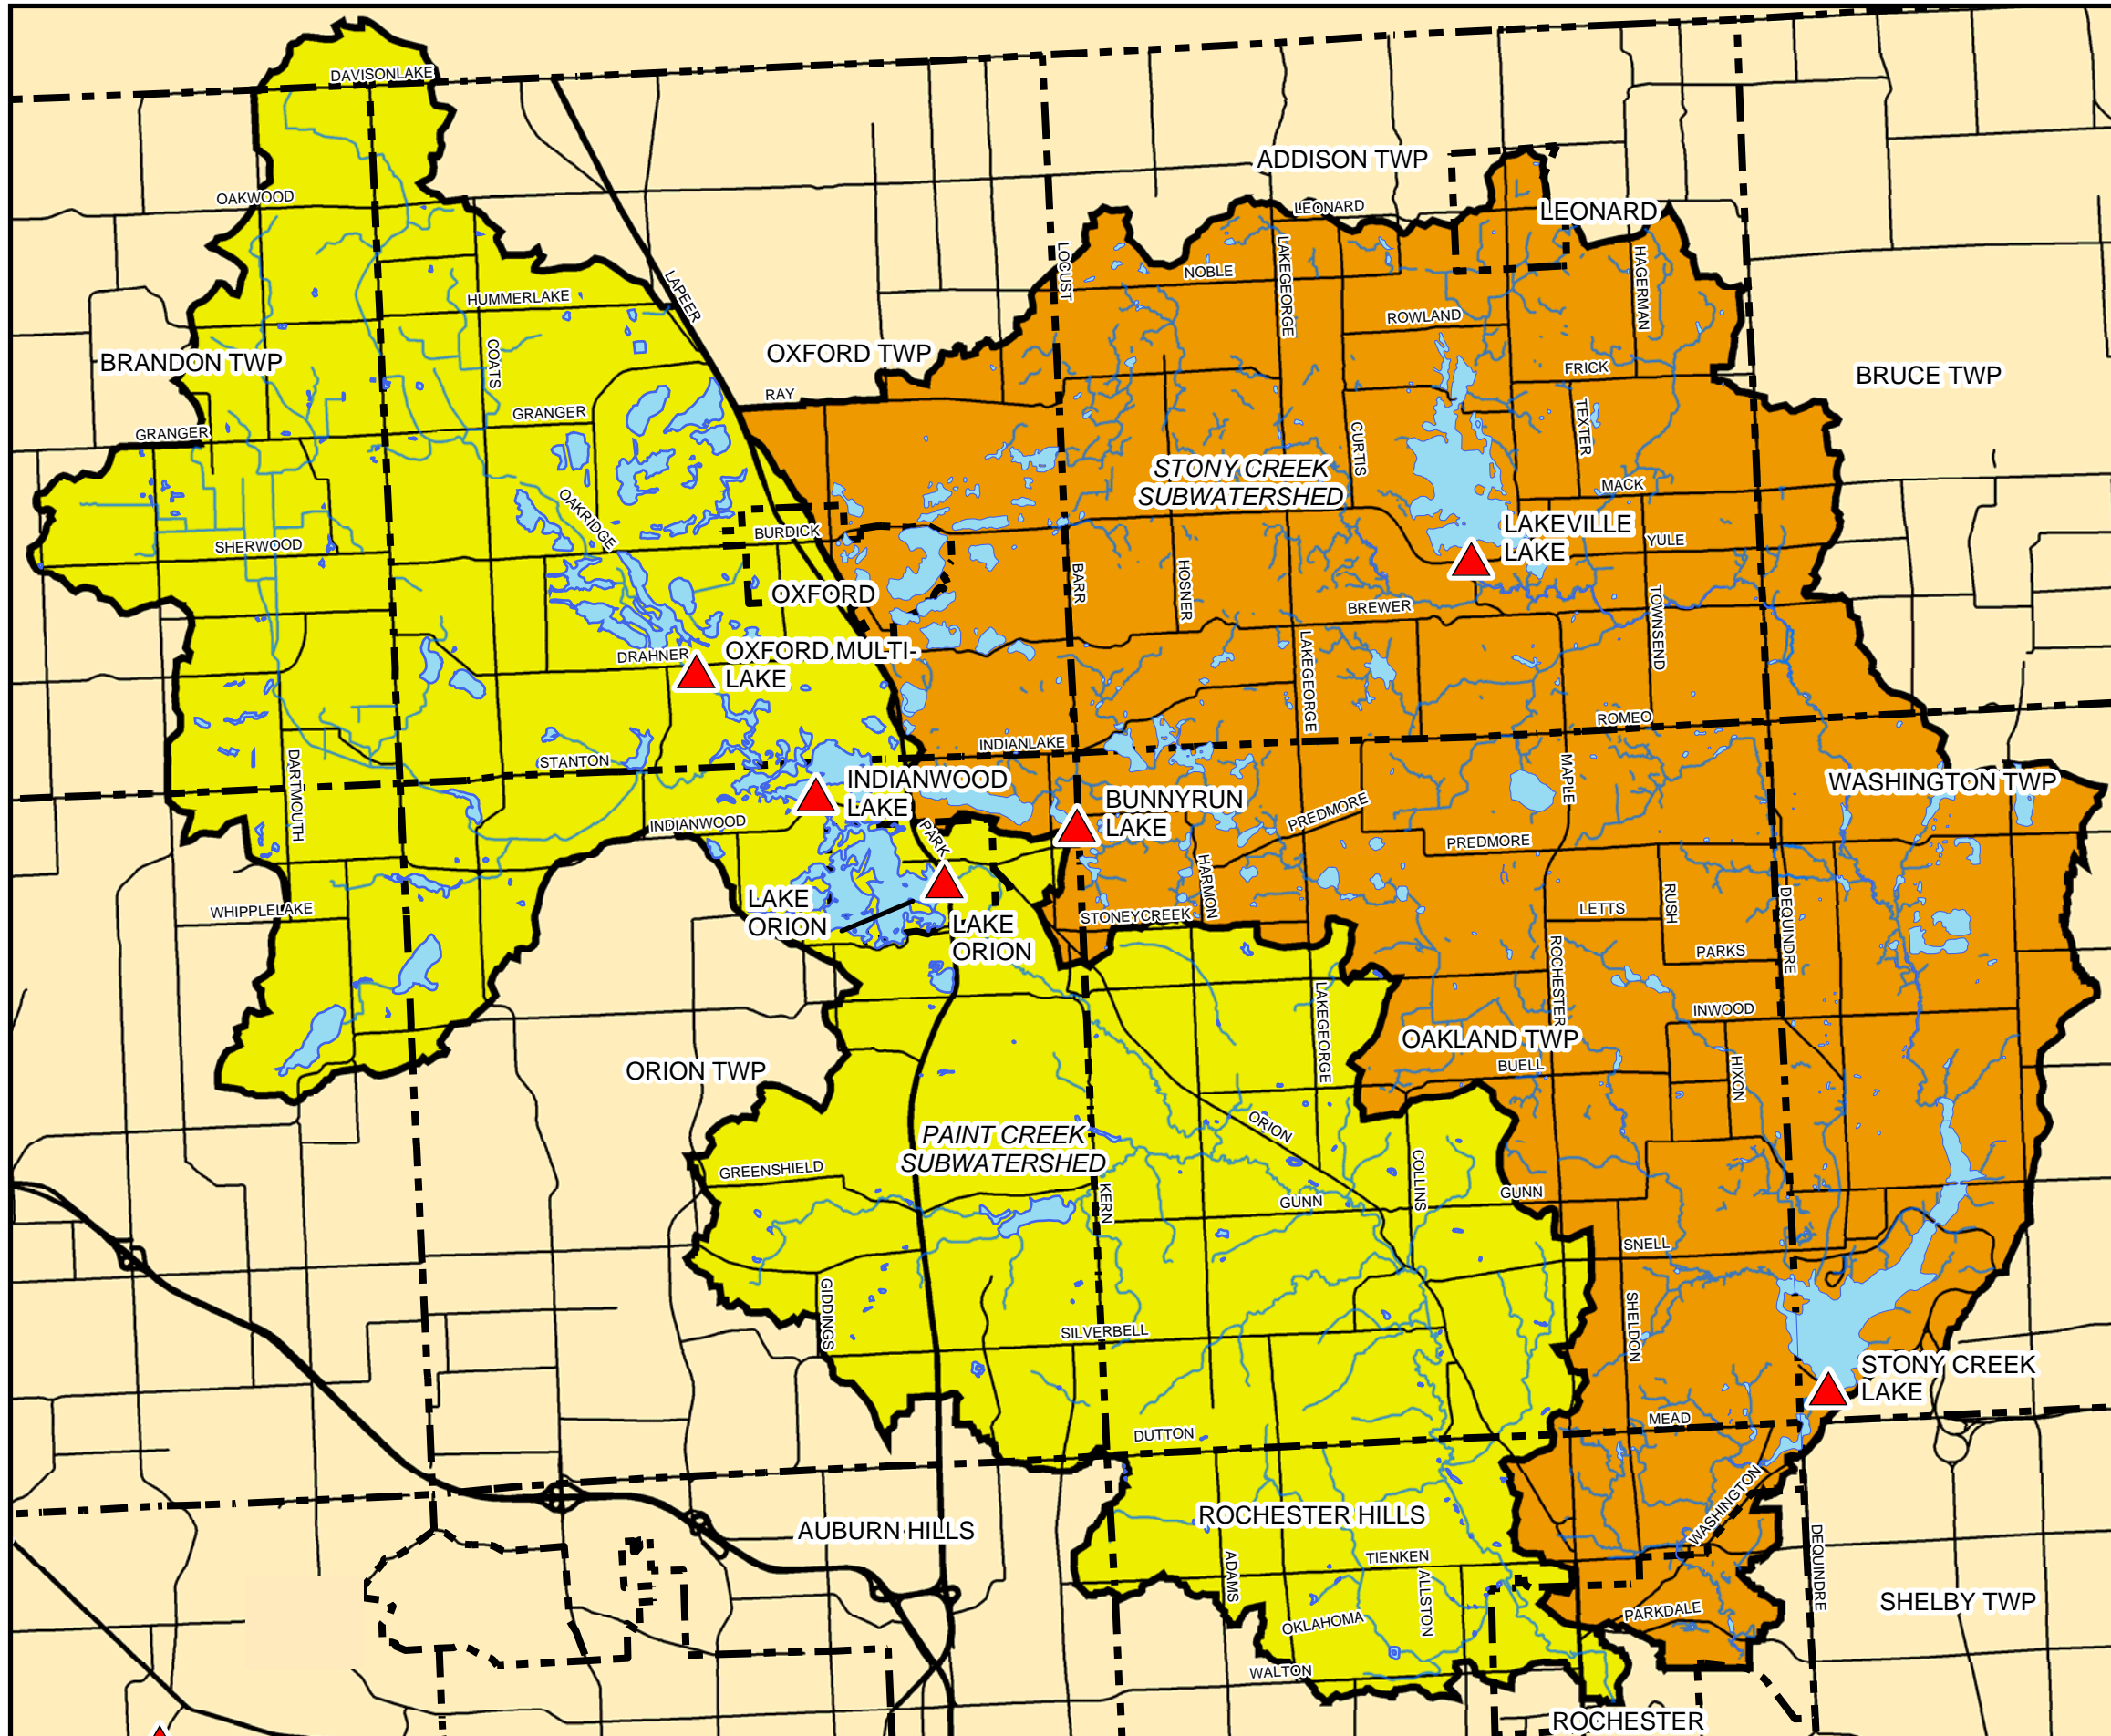 DAVISONLAKE
ADDISON TWP
OAKWOOD
LEONARD
LEONARD
LOCUST
LAKEGEORGE
HAGERMAN
NOBLE
LAPEER
HUMMERLAKE
ROWLAND
COATS
OXFORD TWP
BRANDON TWP
FRICK
BRUCE TWP
RAY
GRANGER
TEXTER
CURTIS
GRANGER
STONY CREEK
SUBWATERSHED
MACK
OAKRIDGE
LAKEVILLE
LAKE
BURDICK
SHERWOOD
YULE
BARR
HOSNER
OXFORD
BREWER
TOWNSEND
OXFORD MULTI-
LAKE
DRAHNER
LAKEGEORGE
ROMEO
INDIANLAKE
STANTON
DARTMOUTH
MAPLE
INDIANWOOD
LAKE
WASHINGTON TWP
BUNNYRUN
LAKE
PREDMORE
INDIANWOOD
PARK
PREDMORE
HARMON
RUSH
LAKE
ORION
WHIPPLELAKE
STONEYCREEK
LETTS
DEQUINDRE
LAKE
ORION
ROCHESTER
PARKS
LAKEGEORGE
INWOOD
OAKLAND TWP
BUELL
ORION TWP
HIXON
ORION
PAINT CREEK
SUBWATERSHED
GREENSHIELD
COLLINS
KERN
GUNN
GUNN
SNELL
GIDDINGS
SHELDON
SILVERBELL
STONY CREEK
LAKE
MEAD
DUTTON
WASHINGTON
ROCHESTER HILLS
AUBURN HILLS
DEQUINDRE
TIENKEN
ADAMS
ALLSTON
SHELBY TWP
PARKDALE
OKLAHOMA
WALTON
ROCHESTER